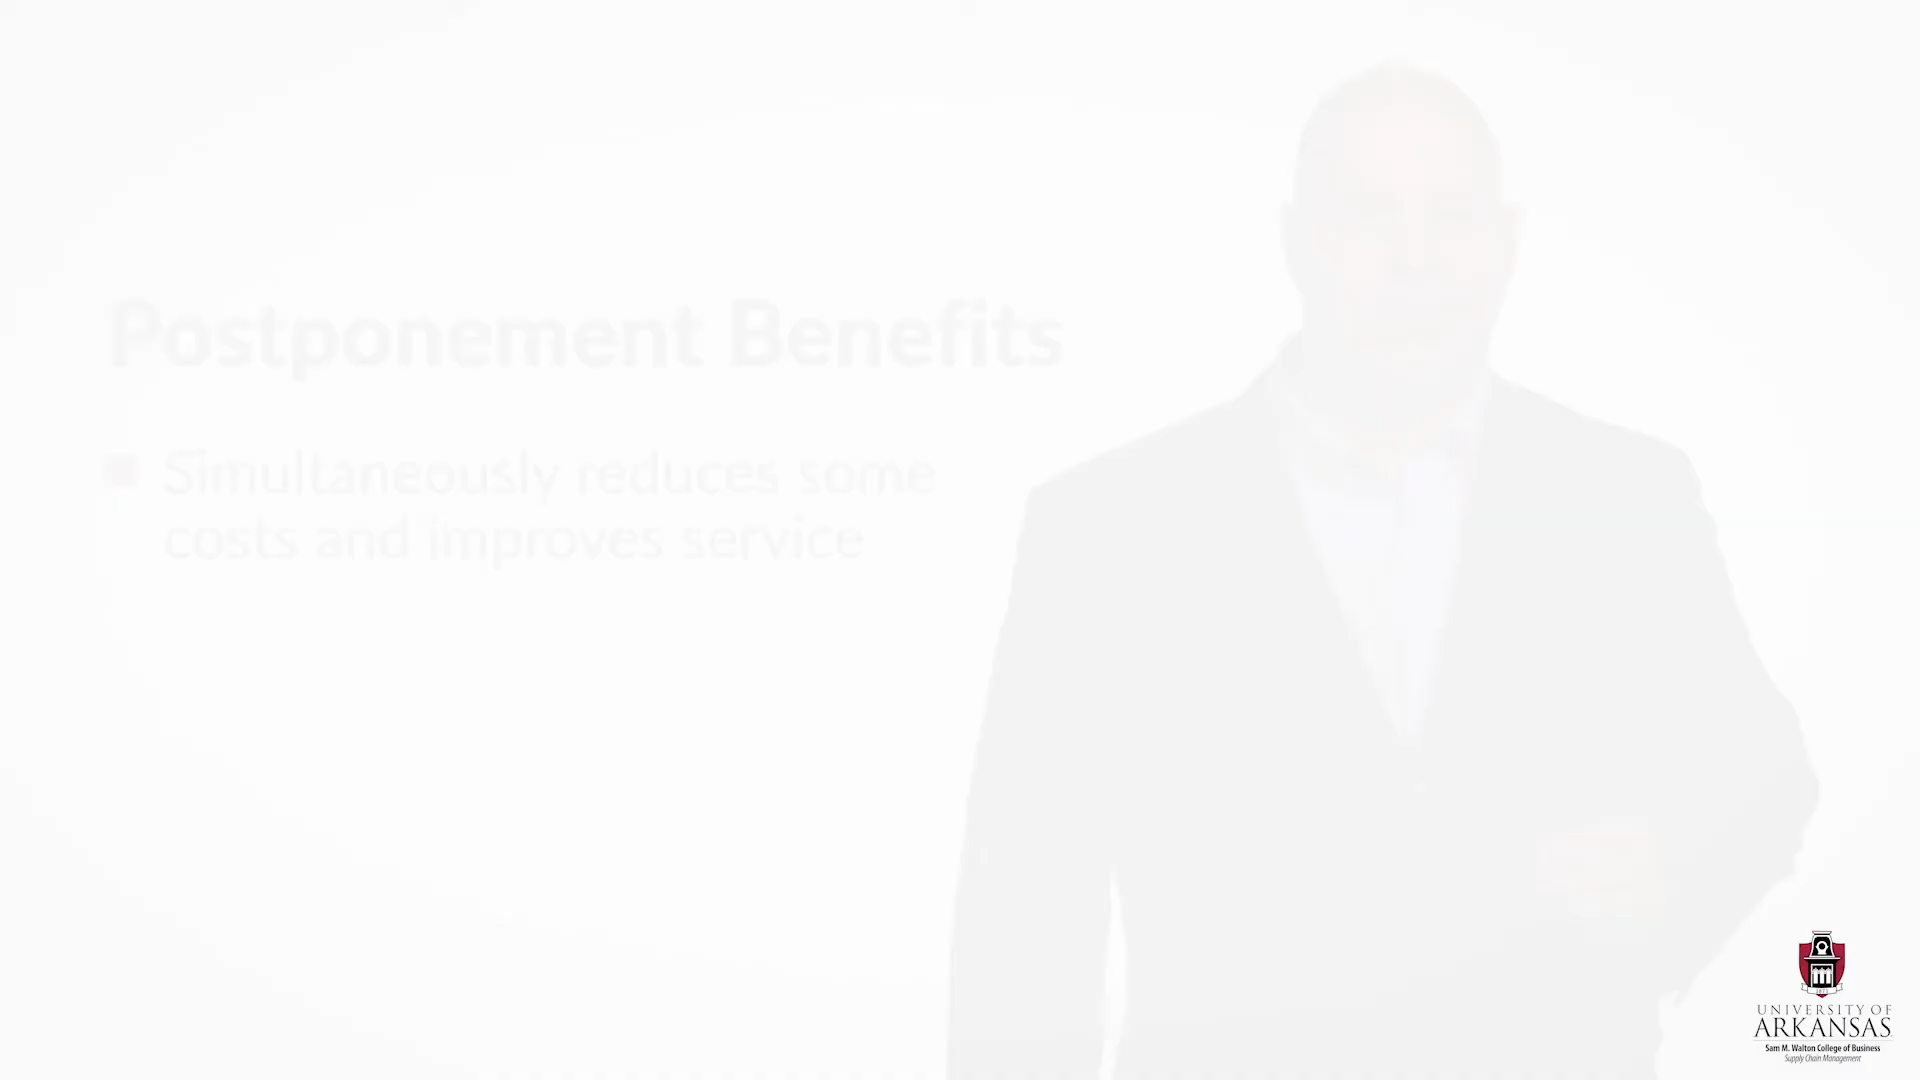 Postponement Benefits
Simultaneously reduces some
costs and improves service
1871
UNIVERSITY OF
ARKANSAS
Sam M. Walton College of Business
Supply Chain Management